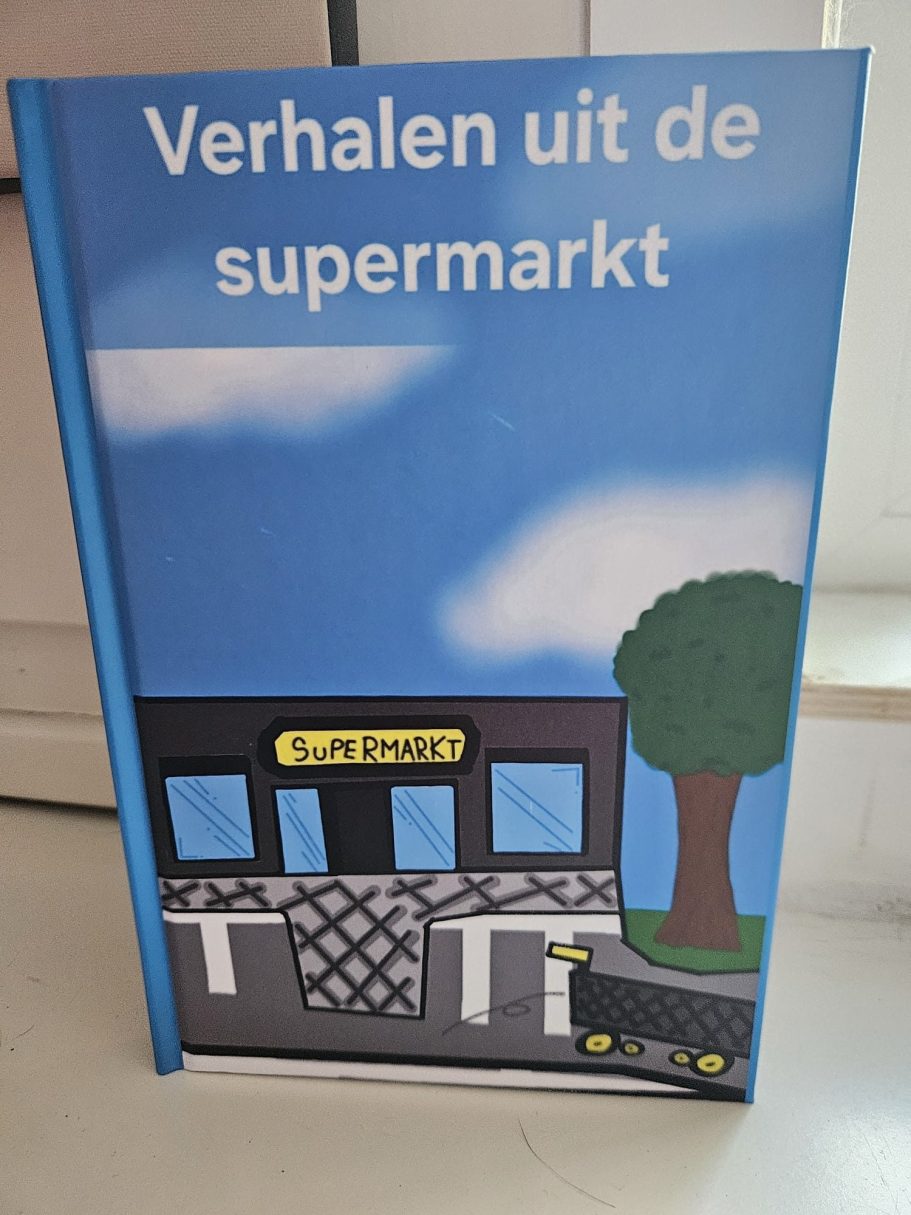 Verhalen uit de
supermarkt
SUPERMARKT